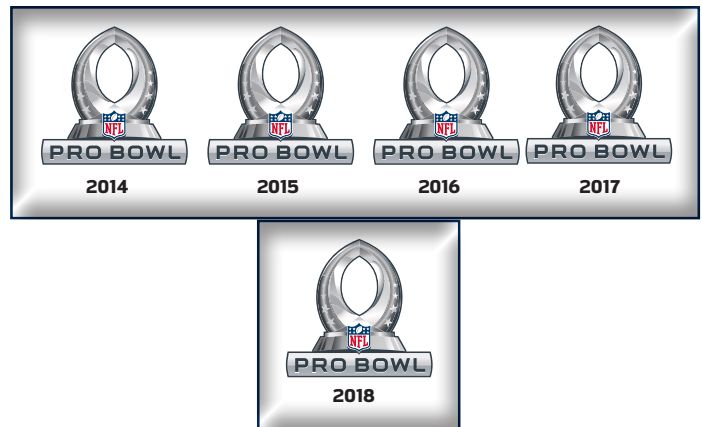 NFL NFL NFL NFL
PRO BOWL PRO BOWL PRO BOWL PRO BOWL
2014 2015 2016 2017
NFL
PRO BOWL
2018